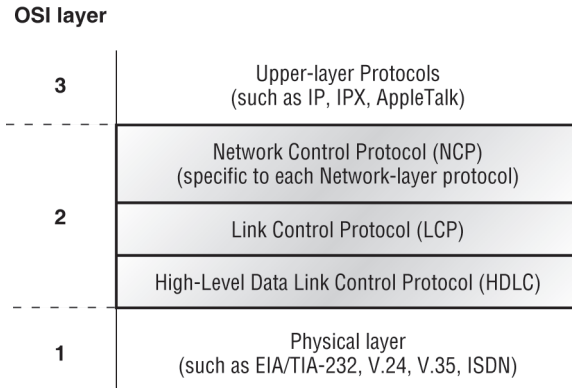 OSI layer
3
Upper-layer Protocols
(such as IP, IPX, AppleTalk)
2
Network Control Protocol (NCP)
(specific to each Network-layer protocol)
Link Control Protocol (LCP)
High-Level Data Link Control Protocol (HDLC)
1
Physical layer
(such as EIA/TIA-232, V.24, V.35, ISDN)